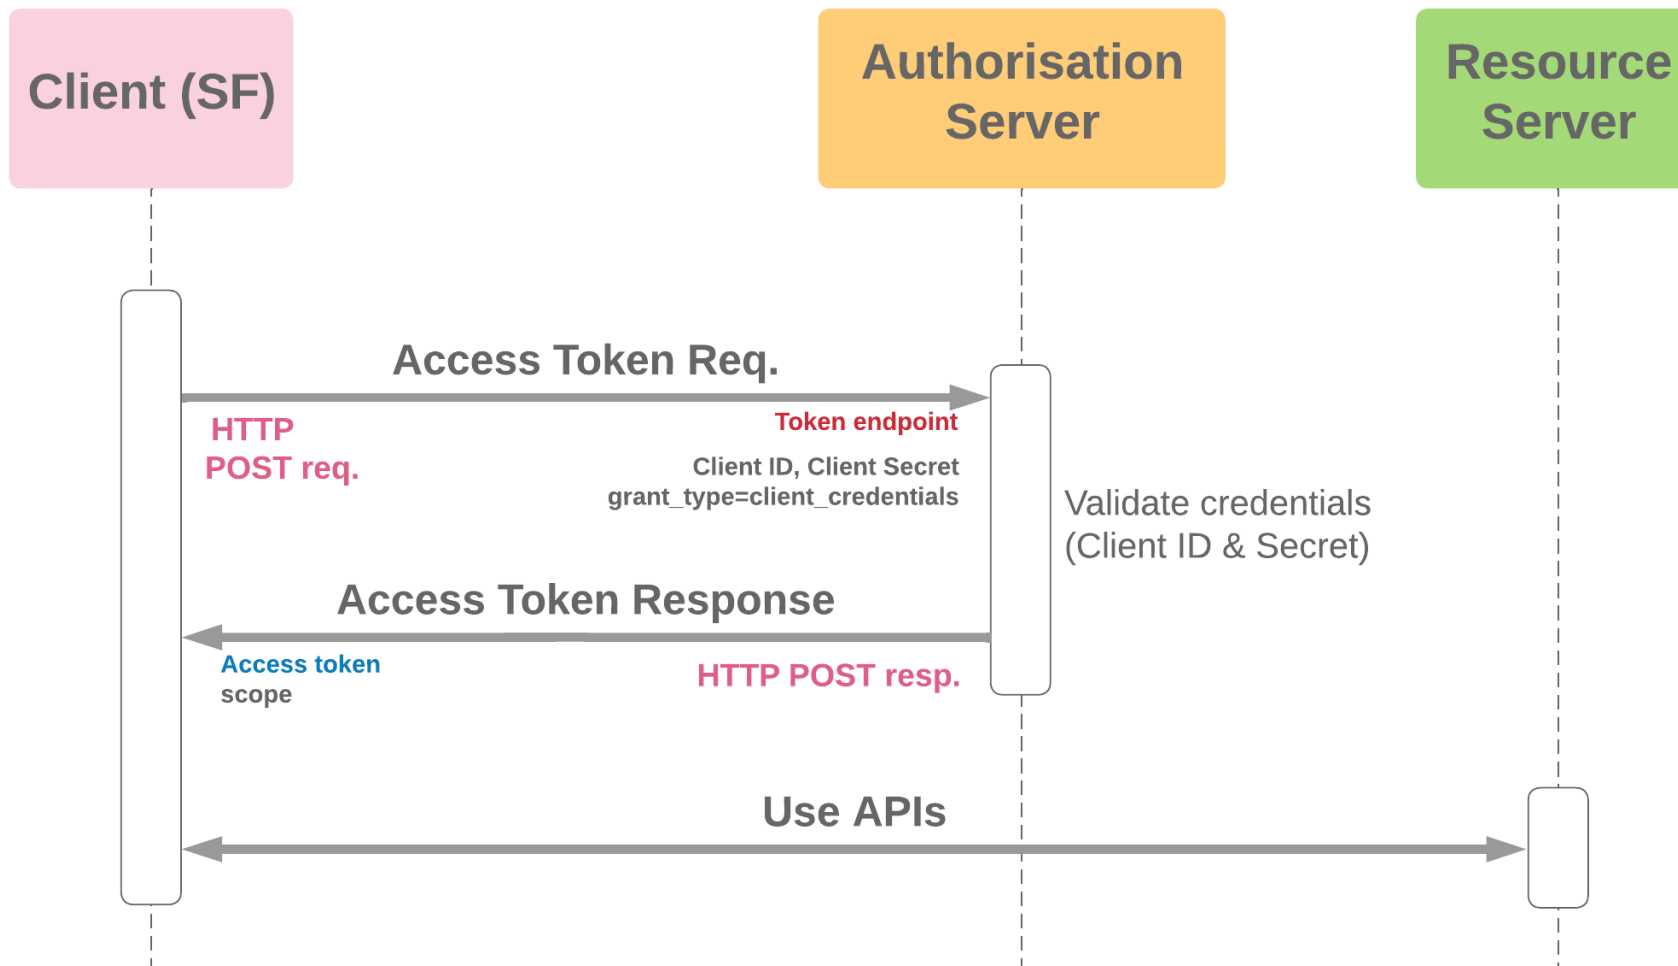 Client (SF)
Authorisation
Server
Resource
Server
Access Token Req.
HTTP
POST req.
Token endpoint
Client ID, Client Secret
grant_type=client_credentials
Validate credentials
(Client ID & Secret)
Access Token Response
Access token
scope
HTTP POST resp.
Use APIs